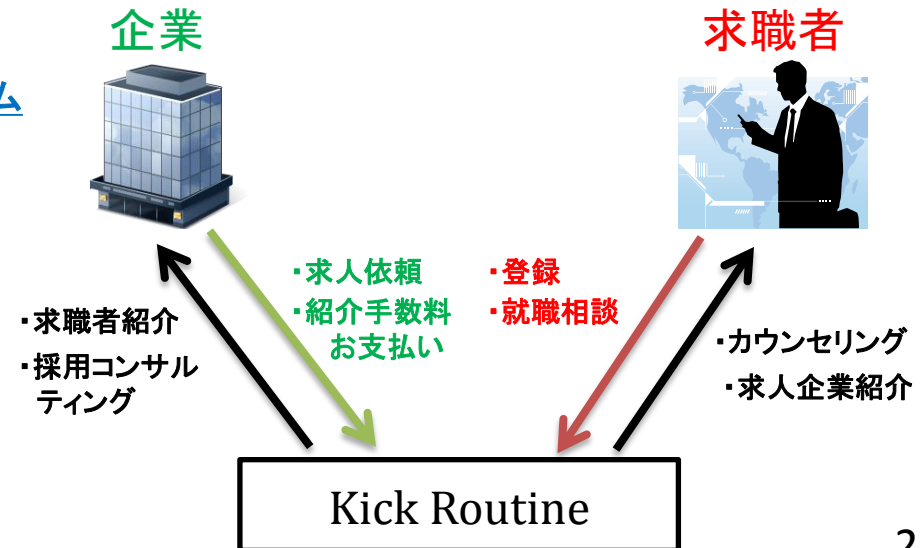 企業
求職者
ム
・求人依頼
・紹介手数料
お支払い
・登録
・就職相談
・求職者紹介
・採用コンサル
ティング
・カウンセリング
・求人企業紹介
Kick Routine
2